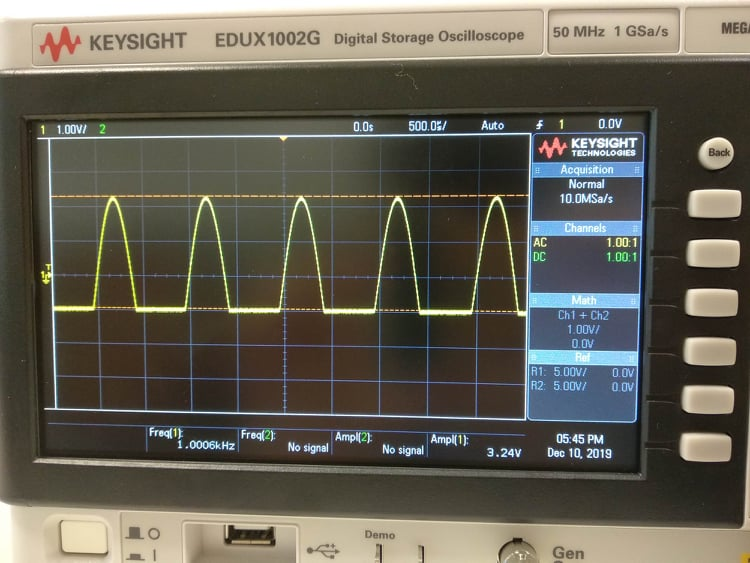 KEYSIGHT EDUX1002G Digital Storage Oscilloscope 50 MHz 1 GSa/s MEGA
1 1.00V/ 2 0.0s 500.0㎲/ Auto 1 0.0V
KEYSIGHT
TECHNOLOGIES
Acquisition
Normal
10.0MSa/s
Channels
AC 1.00:1
DC 1.00:1
Math
Ch1 + Ch2
1.00V/
0.0V
Ref
R1: 5.00V/ 0.0V
R2: 5.00V/ 0.0V
Back
T
1
Freq(1):
1.0006kHz
Freq(2):
No signal
Ampl(2):
No signal
Ampl(1):
3.24V
05:45 PM
Dec 10, 2019
Demo
Gen